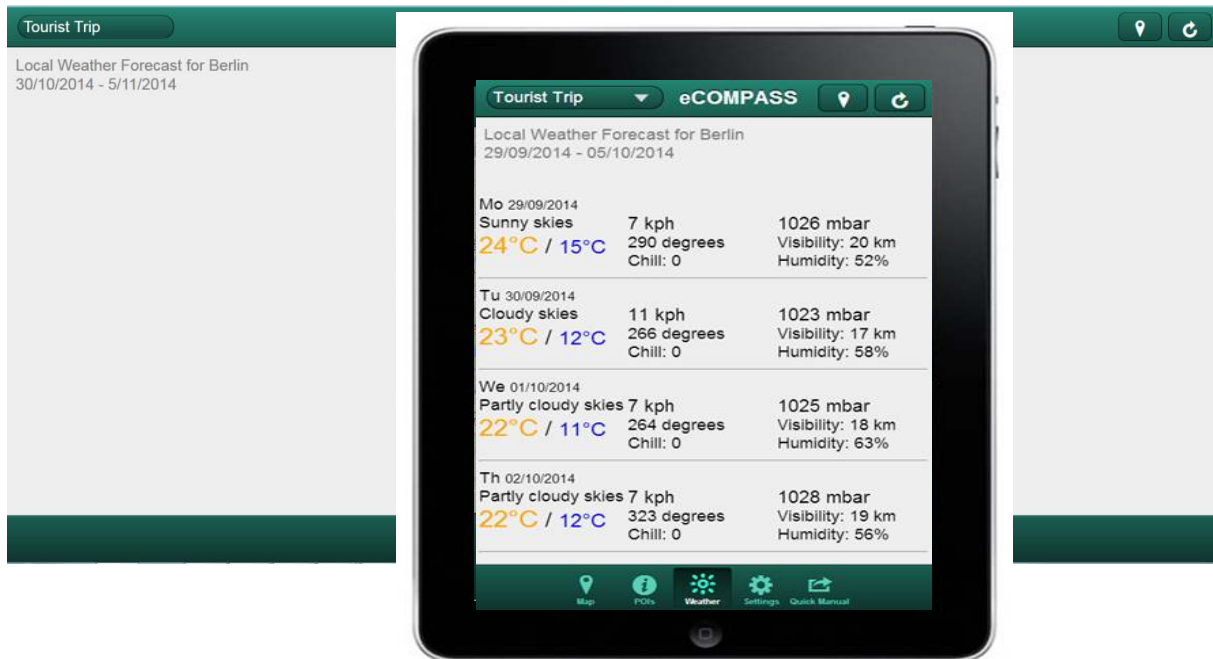 Tourist Trip
Local Weather Forecast for Berlin
30/10/2014 - 5/11/2014
Tourist Trip eCOMPASS
Local Weather Forecast for Berlin
29/09/2014 - 05/10/2014
Mo 29/09/2014
Sunny skies 7 kph 1026 mbar
24°C / 15°C 290 degrees Visibility: 20 km
Chill: 0 Humidity: 52%
Tu 30/09/2014
Cloudy skies 11 kph 1023 mbar
23°C / 12°C 266 degrees Visibility: 17 km
Chill: 0 Humidity: 58%
We 01/10/2014
Partly cloudy skies 7 kph 1025 mbar
22°C / 11°C 264 degrees Visibility: 18 km
Chill: 0 Humidity: 63%
Th 02/10/2014
Partly cloudy skies 7 kph 1028 mbar
22°C / 12°C 323 degrees Visibility: 19 km
Chill: 0 Humidity: 56%
Map POIs Weather Settings Quick Manual